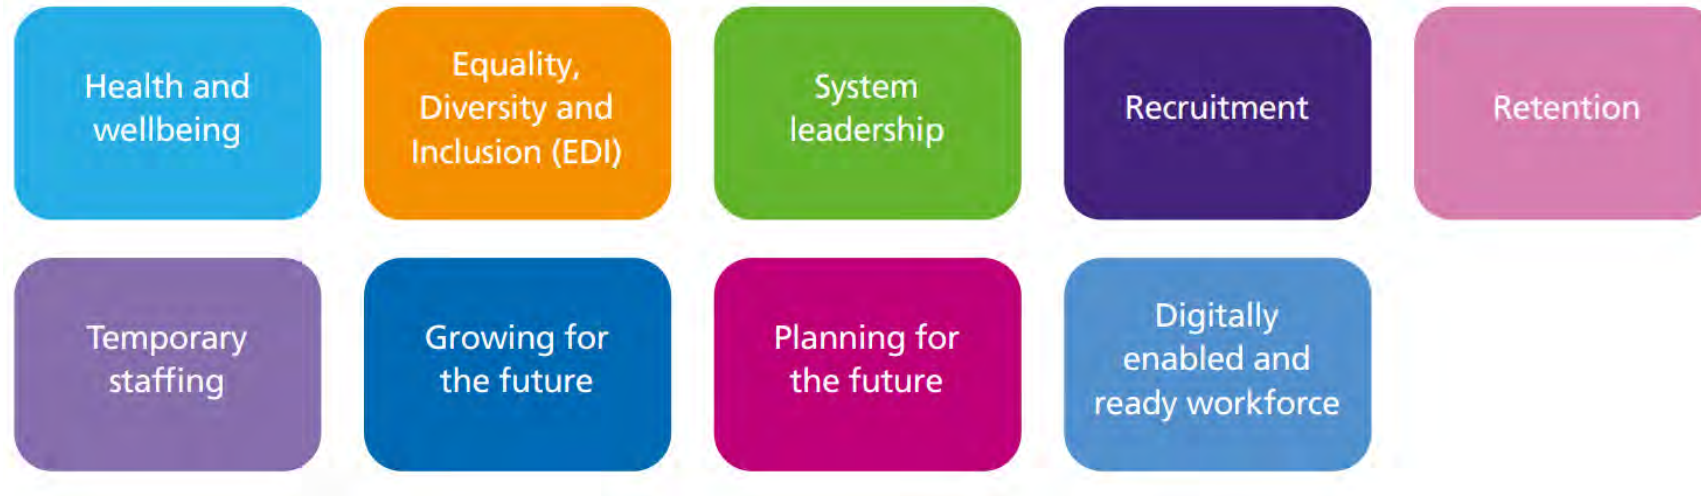 Health and
wellbeing
Equality,
Diversity and
Inclusion (EDI)
System
leadership
Recruitment
Retention
Temporary
staffing
Growing for
the future
Planning for
the future
Digitally
enabled and
ready workforce